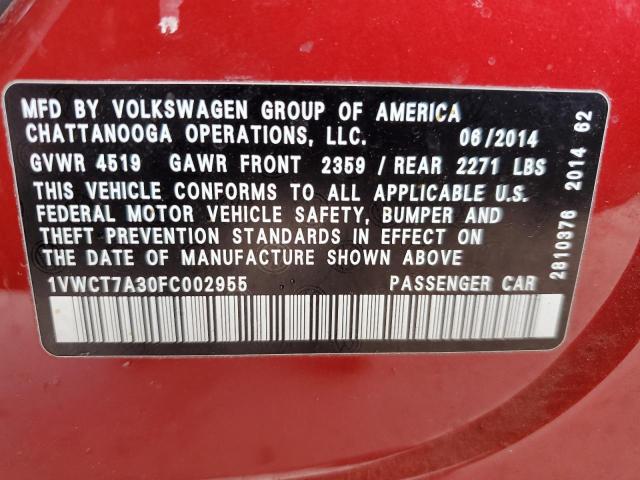 MFD BY VOLKSWAGEN GROUP OF AMERICA
CHATTANOOGA OPERATIONS, LLC. 06/2014
GVWR 4519 GAWR FRONT 2359 / REAR 2271 LBS
THIS VEHICLE CONFORMS TO ALL APPLICABLE U.S.
FEDERAL MOTOR VEHICLE SAFETY, BUMPER AND
THEFT PREVENTION STANDARDS IN EFFECT ON
THE DATE OF MANUFACTURE SHOWN ABOVE
1VWCT7A30FC002955 PASSENGER CAR
2810376 2014 62